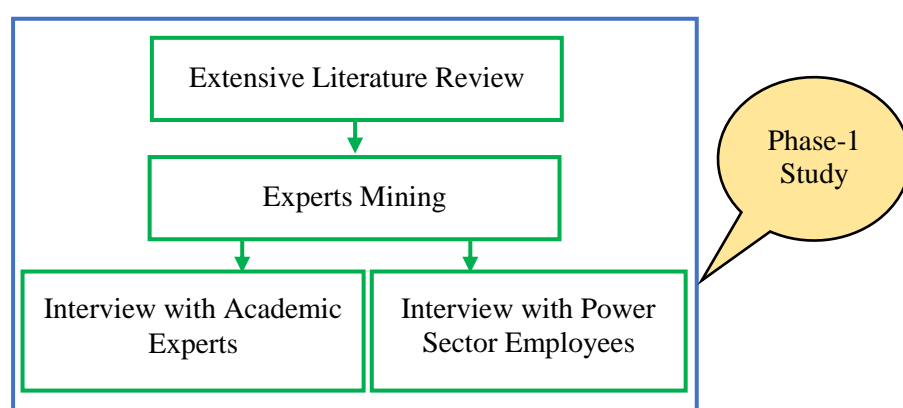 Extensive Literature Review
Experts Mining
Phase-1
Study
Interview with Academic
Experts
Interview with Power
Sector Employees